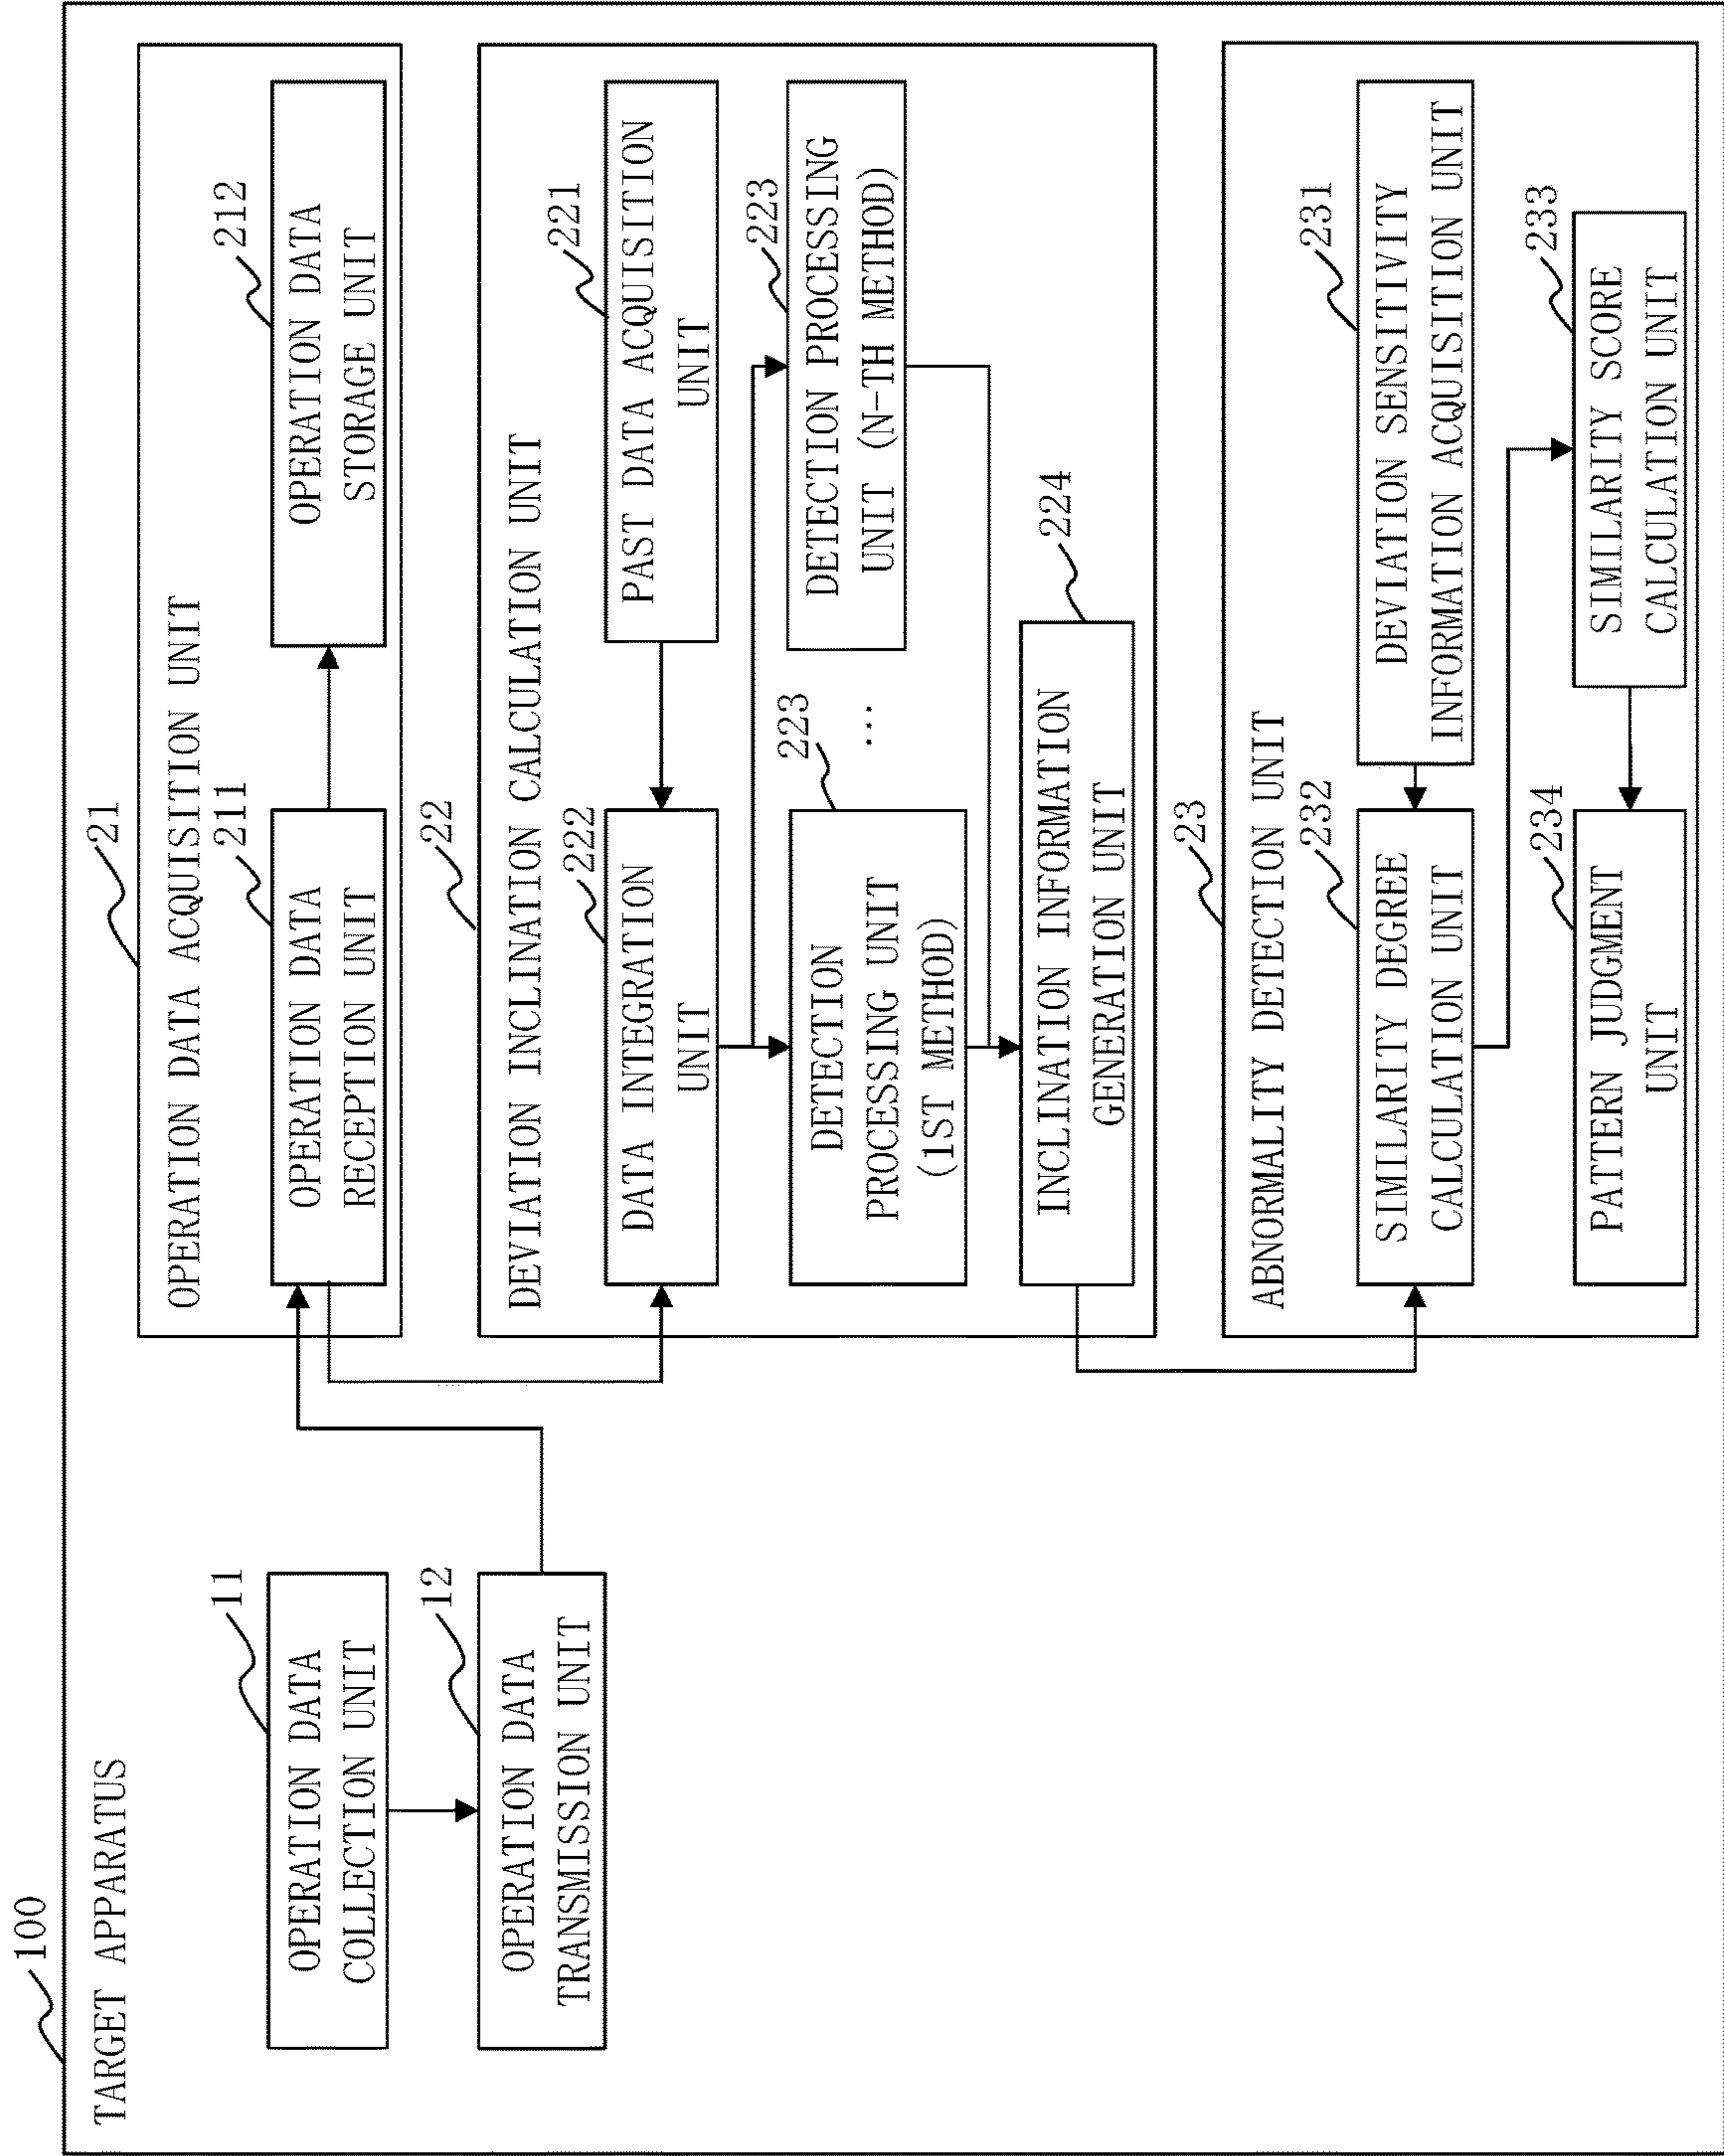 100
TARGET APPARATUS
11
OPERATION DATA
COLLECTION UNIT
12
OPERATION DATA
TRANSMISSION UNIT
21
OPERATION DATA ACQUISITION UNIT
211
OPERATION DATA
RECEPTION UNIT
212
OPERATION DATA
STORAGE UNIT
22
DEVIATION INCLINATION CALCULATION UNIT
222
DATA INTEGRATION
UNIT
221
PAST DATA ACQUISITION
UNIT
223
DETECTION
PROCESSING UNIT
(1ST METHOD)
...
223
DETECTION PROCESSING
UNIT (N-TH METHOD)
224
INCLINATION INFORMATION
GENERATION UNIT
23
ABNORMALITY DETECTION UNIT
232
SIMILARITY DEGREE
CALCULATION UNIT
231
DEVIATION SENSITIVITY
INFORMATION ACQUISITION UNIT
234
PATTERN JUDGMENT
UNIT
233
SIMILARITY SCORE
CALCULATION UNIT